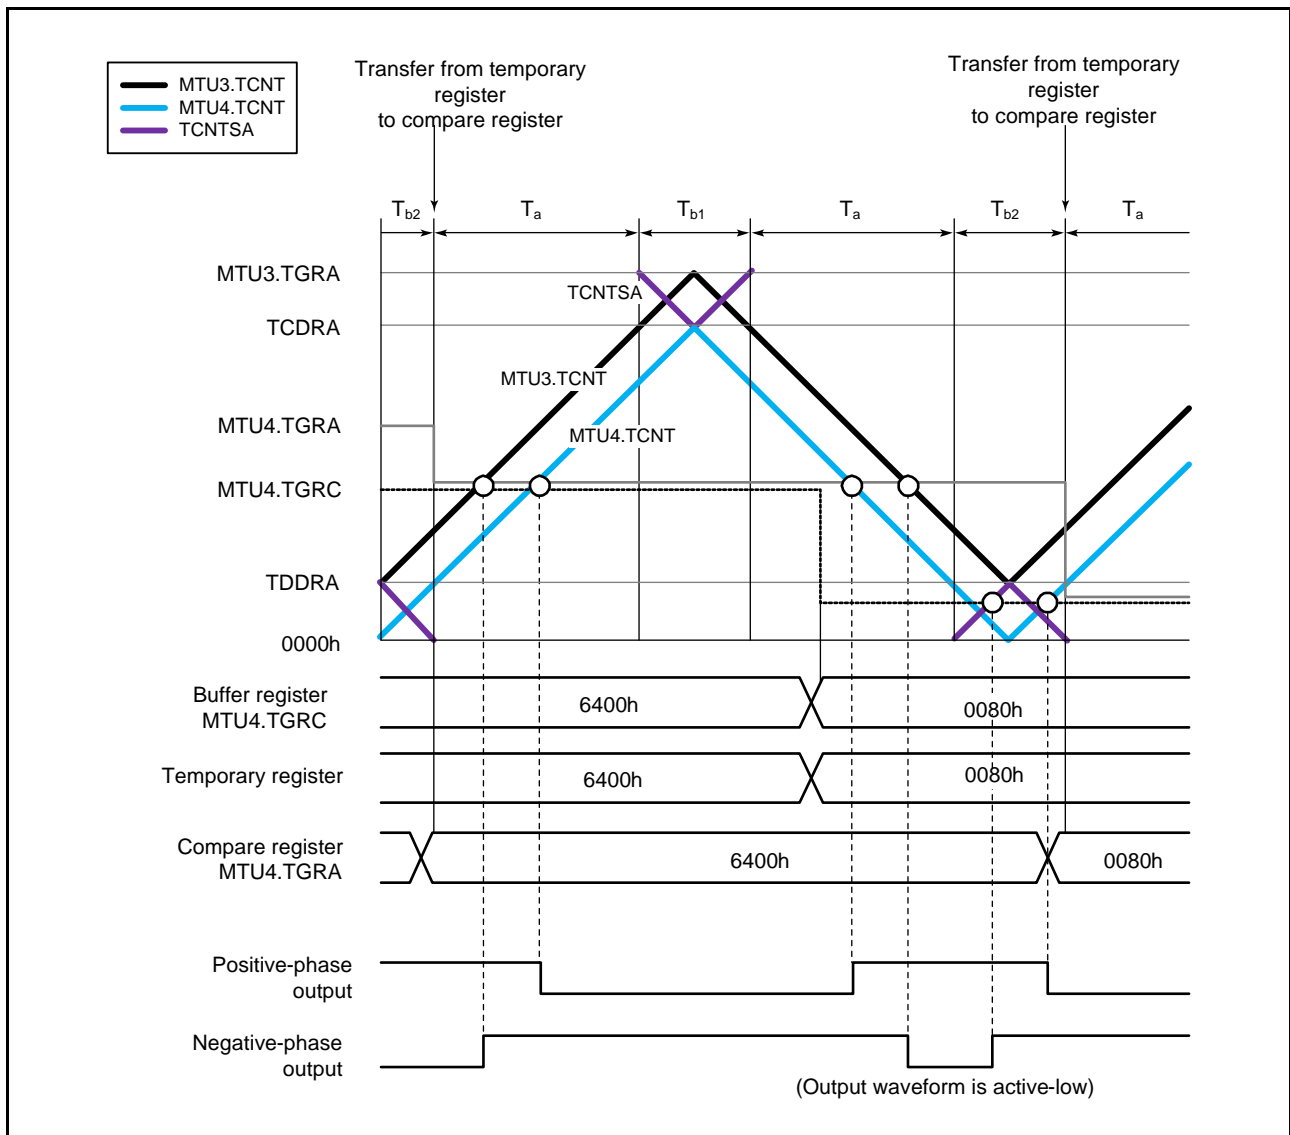 MTU3.TCNT
MTU4.TCNT
TCNTSA
Transfer from temporary
register
to compare register
Transfer from temporary
register
to compare register
Tb2
Ta
Tb1
Ta
Tb2
Ta
MTU3.TGRA
TCNTSA
TCDRA
MTU3.TCNT
MTU4.TGRA
MTU4.TCNT
MTU4.TGRC
TDDRA
0000h
Buffer register
MTU4.TGRC
6400h
0080h
Temporary register
6400h
0080h
Compare register
MTU4.TGRA
6400h
0080h
Positive-phase
output
Negative-phase
output
(Output waveform is active-low)